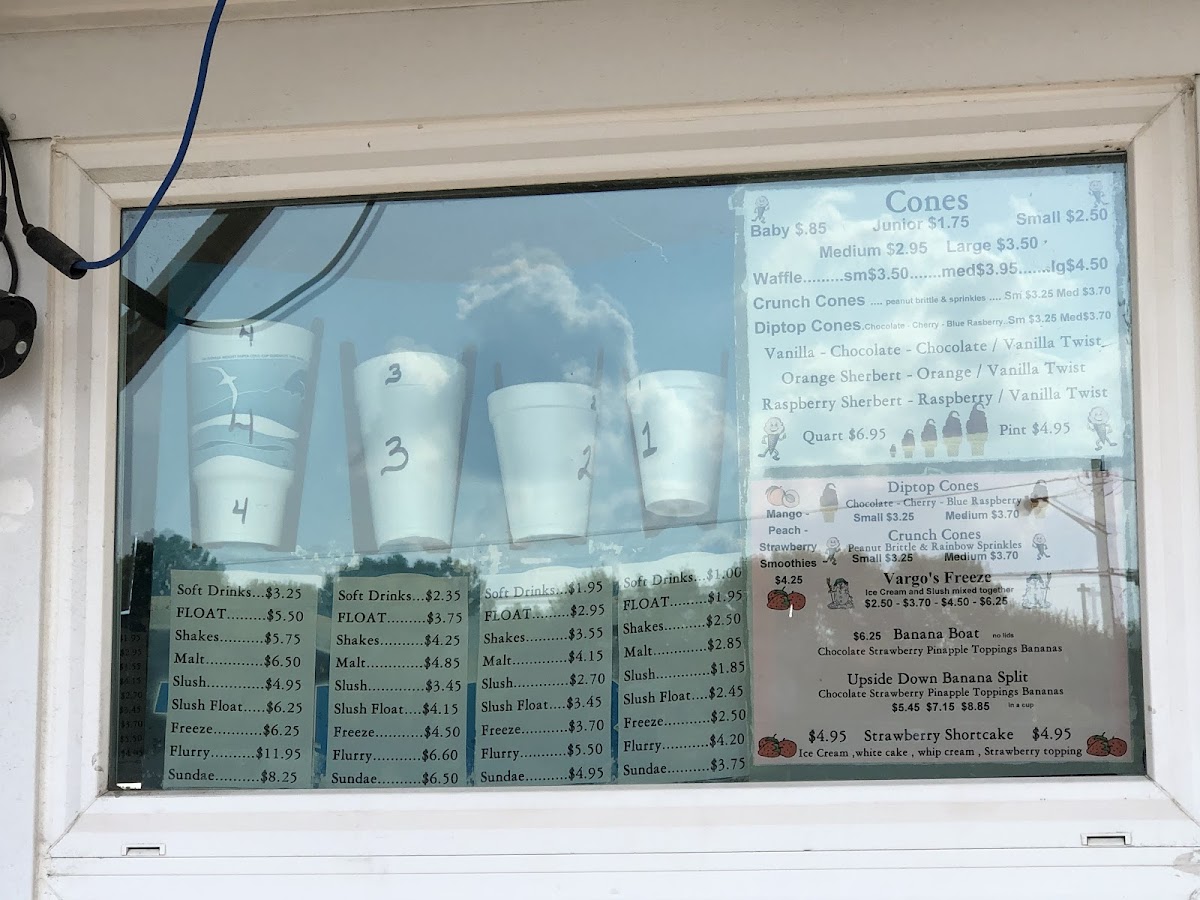 4
4
4
3
3
2
2
1
Soft Drinks...$3.25
FLOAT..........$5.50
Shakes..........$5.75
Malt..............$6.50
Slush.............$4.95
Slush Float....$6.25
Freeze...........$6.25
Flurry..........$11.95
Sundae..........$8.25
Soft Drinks...$2.35
FLOAT..........$3.75
Shakes..........$4.25
Malt..............$4.85
Slush.............$3.45
Slush Float....$4.15
Freeze...........$4.50
Flurry...........$6.60
Sundae..........$6.50
Soft Drinks...$1.95
FLOAT..........$2.95
Shakes..........$3.55
Malt..............$4.15
Slush.............$2.70
Slush Float....$3.45
Freeze...........$3.70
Flurry...........$5.50
Sundae..........$4.95
Soft Drinks...$1.00
FLOAT..........$1.95
Shakes..........$2.50
Malt..............$2.85
Slush.............$1.85
Slush Float....$2.45
Freeze...........$2.50
Flurry...........$4.20
Sundae..........$3.75
Cones
Baby $.85 Junior $1.75 Small $2.50
Medium $2.95 Large $3.50
Waffle.........sm$3.50.......med$3.95.......lg$4.50
Crunch Cones .... peanut brittle & sprinkles .... Sm $3.25 Med $3.70
Diptop Cones.Chocolate - Cherry - Blue Rasberry. Sm $3.25 Med$3.70
Vanilla - Chocolate - Chocolate / Vanilla Twist
Orange Sherbert - Orange / Vanilla Twist
Raspberry Sherbert - Raspberry / Vanilla Twist
Quart $6.95 Pint $4.95
Mango -
Peach -
Strawberry
Smoothies -
$4.25
Diptop Cones
Chocolate - Cherry - Blue Raspberry
Small $3.25 Medium $3.70
Crunch Cones
Peanut Brittle & Rainbow Sprinkles
Small $3.25 Medium $3.70
Vargo's Freeze
Ice Cream and Slush mixed together
$2.50 - $3.70 - $4.50 - $6.25
$6.25 Banana Boat no lids
Chocolate Strawberry Pinapple Toppings Bananas
Upside Down Banana Split
Chocolate Strawberry Pinapple Toppings Bananas
$5.45 $7.15 $8.85 in a cup
$4.95 Strawberry Shortcake $4.95
Ice Cream ,white cake , whip cream , Strawberry topping